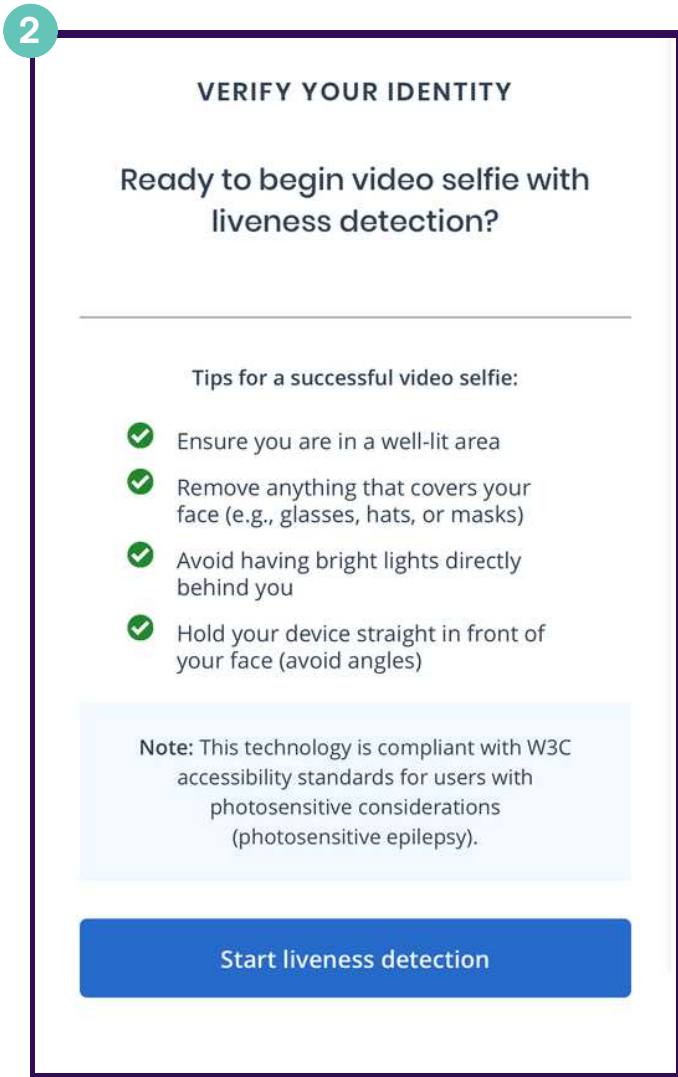 2
VERIFY YOUR IDENTITY
Ready to begin video selfie with
liveness detection?
Tips for a successful video selfie:
Ensure you are in a well-lit area
Remove anything that covers your
face (e.g., glasses, hats, or masks)
Avoid having bright lights directly
behind you
Hold your device straight in front of
your face (avoid angles)
Note: This technology is compliant with W3C
accessibility standards for users with
photosensitive considerations
(photosensitive epilepsy).
Start liveness detection